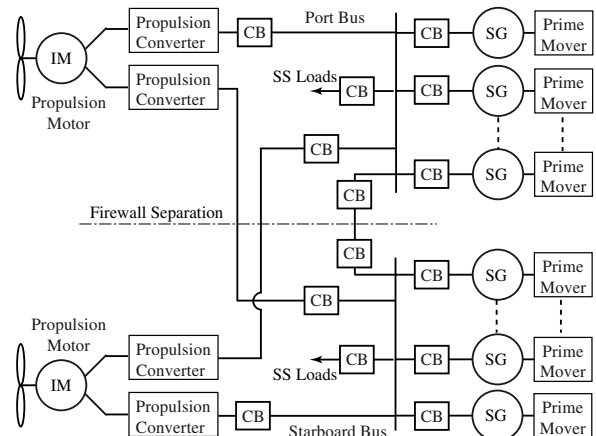 Propulsion
Converter
CB
Port Bus
CB
SG
Prime
Mover
IM
Propulsion
Converter
SS Loads
CB
CB
SG
Prime
Mover
Propulsion
Motor
CB
CB
SG
Prime
Mover
CB
Firewall Separation
CB
CB
SG
Prime
Mover
CB
Propulsion
Motor
Propulsion
Converter
CB
SS Loads
CB
SG
Prime
Mover
IM
Propulsion
Converter
CB
Starboard Bus
CB
SG
Prime
Mover